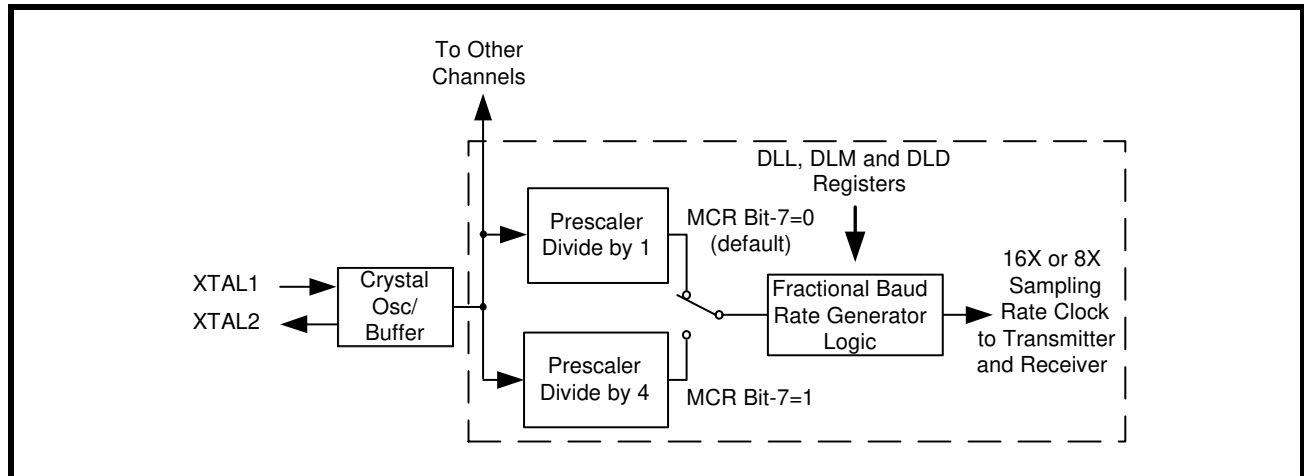 To Other
Channels
DLL, DLM and DLD
Registers
Prescaler
Divide by 1
MCR Bit-7=0
(default)
XTAL1
XTAL2
Crystal
Osc/
Buffer
Fractional Baud
Rate Generator
Logic
16X or 8X
Sampling
Rate Clock
to Transmitter
and Receiver
Prescaler
Divide by 4
MCR Bit-7=1